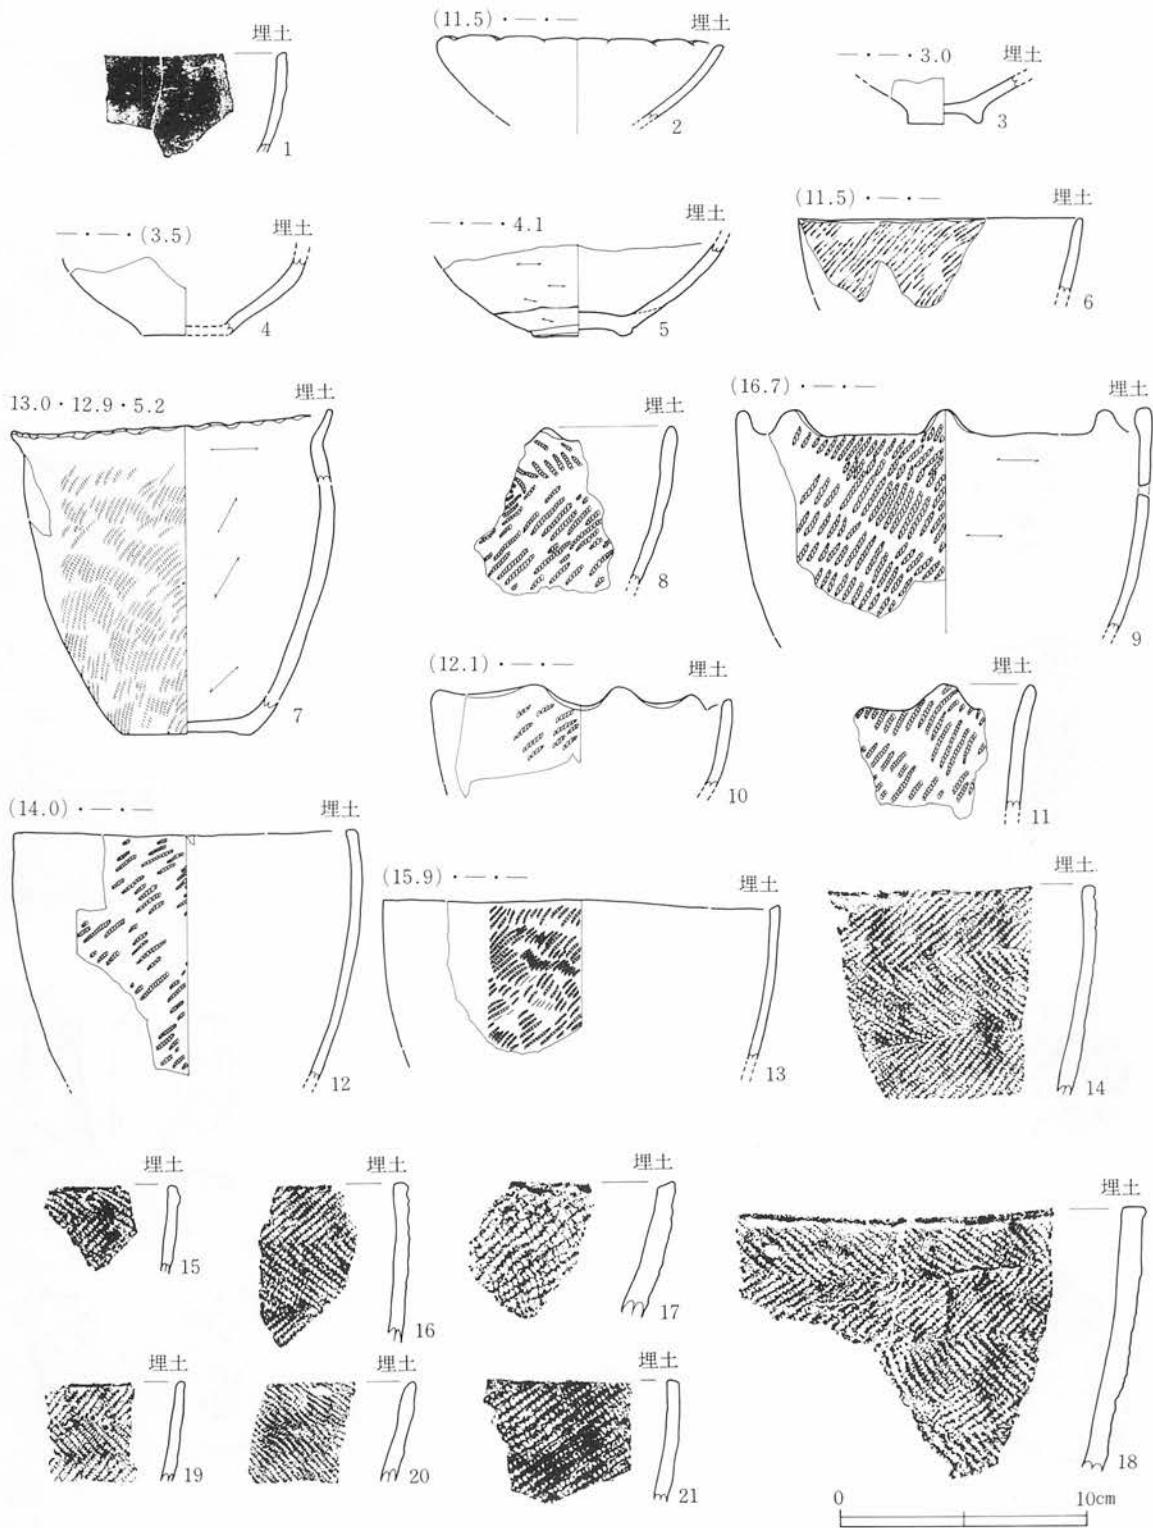 埋土
1
(11.5)・—・—
埋土
2
—・—・3.0
埋土
3
—・—・(3.5)
埋土
4
—・—・4.1
埋土
5
(11.5)・—・—
埋土
6
13.0・12.9・5.2
埋土
7
埋土
8
(16.7)・—・—
埋土
9
(12.1)・—・—
埋土
10
埋土
11
(14.0)・—・—
埋土
12
(15.9)・—・—
埋土
13
埋土
14
埋土
15
埋土
16
埋土
17
埋土
18
埋土
19
埋土
20
埋土
21
0
10cm